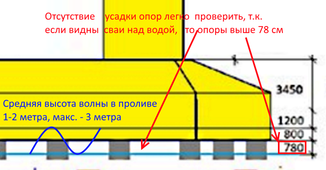 Отсутствие усадки опор легко проверить, т.к.
если видны сваи над водой, то опоры выше 78 см
3450
Средняя высота волны в проливе
1-2 метра, макс. - 3 метра
1200
800
780